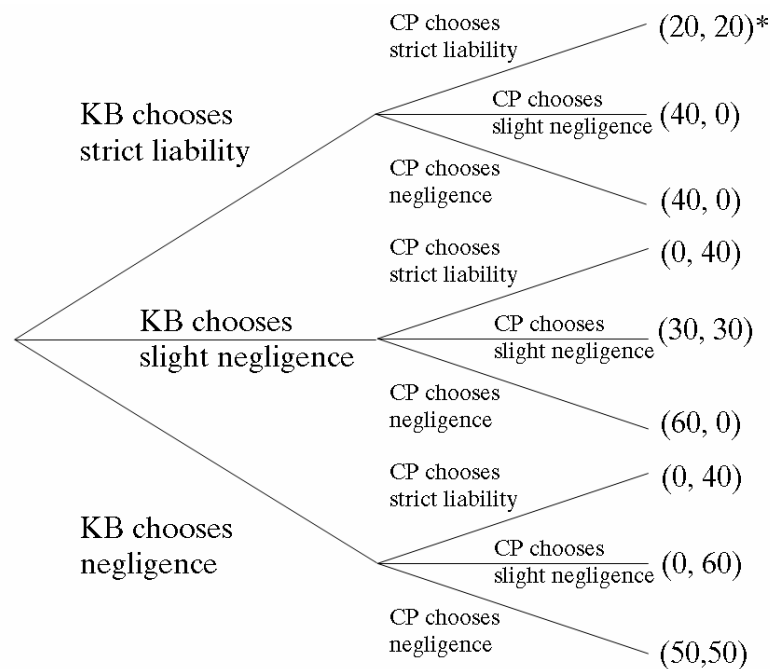 CP chooses
strict liability
(20, 20)*
KB chooses
strict liability
CP chooses
slight negligence
(40, 0)
CP chooses
negligence
(40, 0)
CP chooses
strict liability
(0, 40)
KB chooses
slight negligence
CP chooses
slight negligence
(30, 30)
CP chooses
negligence
(60, 0)
CP chooses
strict liability
(0, 40)
KB chooses
negligence
CP chooses
slight negligence
(0, 60)
CP chooses
negligence
(50,50)